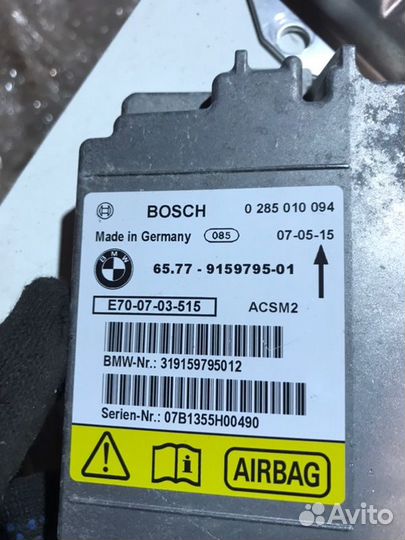 BOSCH 0 285 010 094
Made in Germany 085 07-05-15
BMW 65.77 - 9159795-01
E70-07-03-515 ACSM2
BMW-Nr.: 319159795012
Serien-Nr.: 07B1355H00490
AIRBAG
Avito